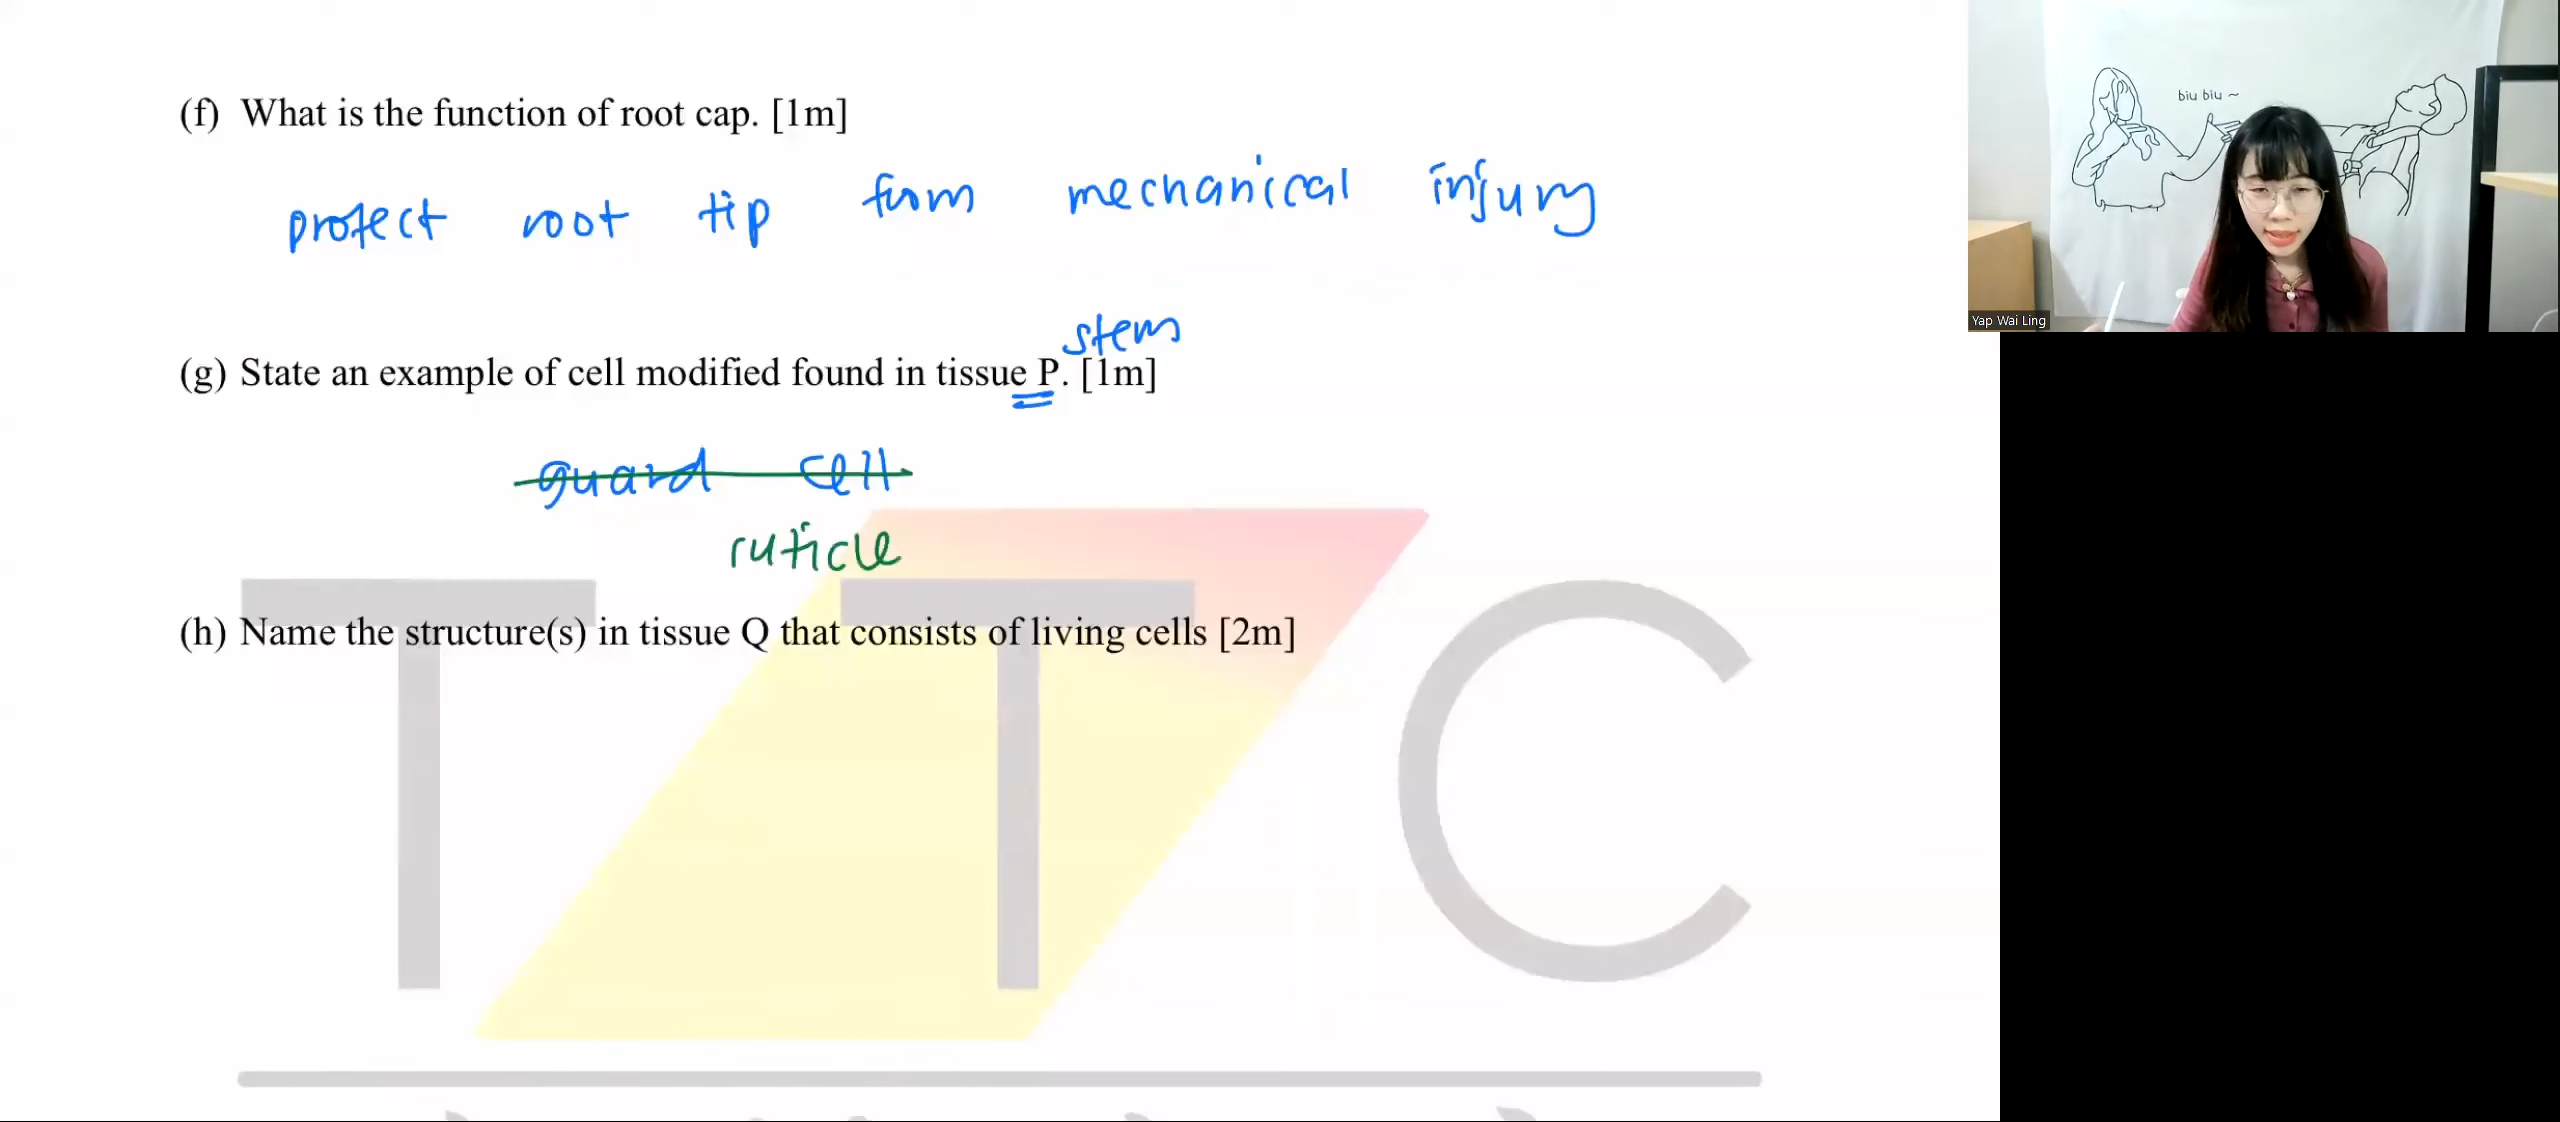 (f) What is the function of root cap. [1m]
protect root tip from mechanical injury
stem
(g) State an example of cell modified found in tissue P. [1m]
guard cell
cuticle
(h) Name the structure(s) in tissue Q that consists of living cells [2m]
TTC
biu biu ~
Yap Wai Ling